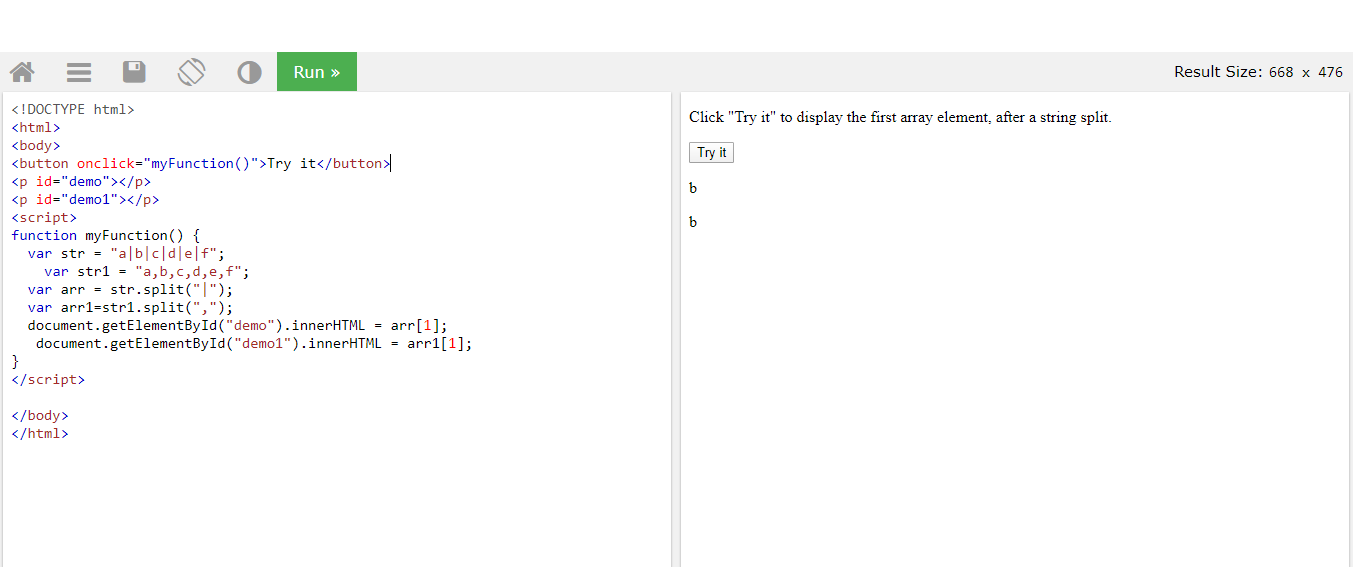 Run »
Result Size: 668 x 476
<!DOCTYPE html>
<html>
<body>
<button onclick="myFunction()">Try it</button>
<p id="demo"></p>
<p id="demo1"></p>
<script>
function myFunction() {
  var str = "a|b|c|d|e|f";
    var str1 = "a,b,c,d,e,f";
  var arr = str.split("|");
  var arr1=str1.split(",");
  document.getElementById("demo").innerHTML = arr[1];
   document.getElementById("demo1").innerHTML = arr1[1];
}
</script>
</body>
</html>
Click "Try it" to display the first array element, after a string split.
Try it
b
b